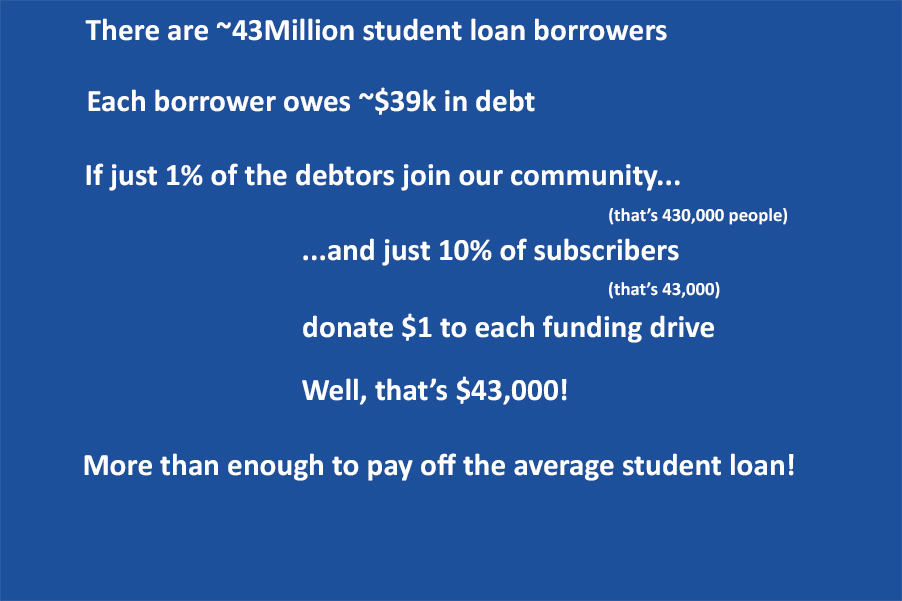 There are ~43Million student loan borrowers
Each borrower owes ~$39k in debt
If just 1% of the debtors join our community...
(that's 430,000 people)
...and just 10% of subscribers
(that's 43,000)
donate $1 to each funding drive
Well, that's $43,000!
More than enough to pay off the average student loan!